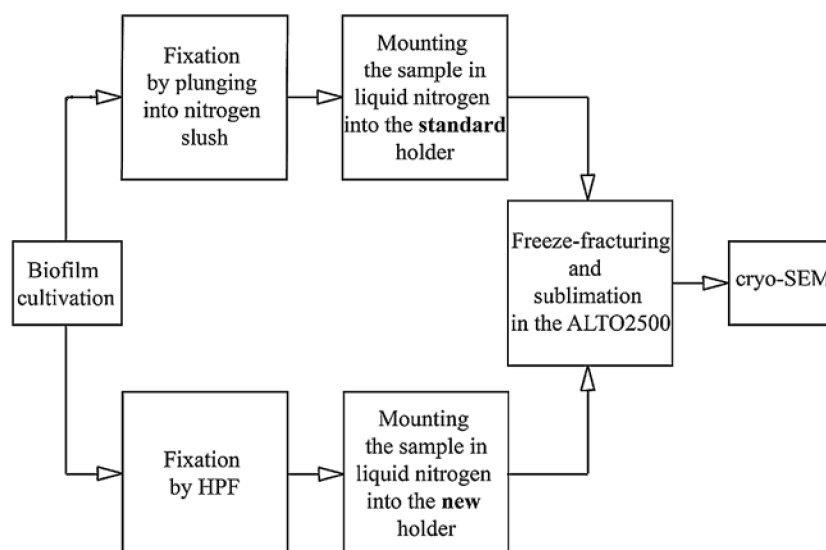 Fixation
by plunging
into nitrogen
slush
Mounting
the sample in
liquid nitrogen
into the standard
holder
Biofilm
cultivation
Freeze-fracturing
and
sublimation
in the ALTO2500
cryo-SEM
Fixation
by HPF
Mounting
the sample in
liquid nitrogen
into the new
holder